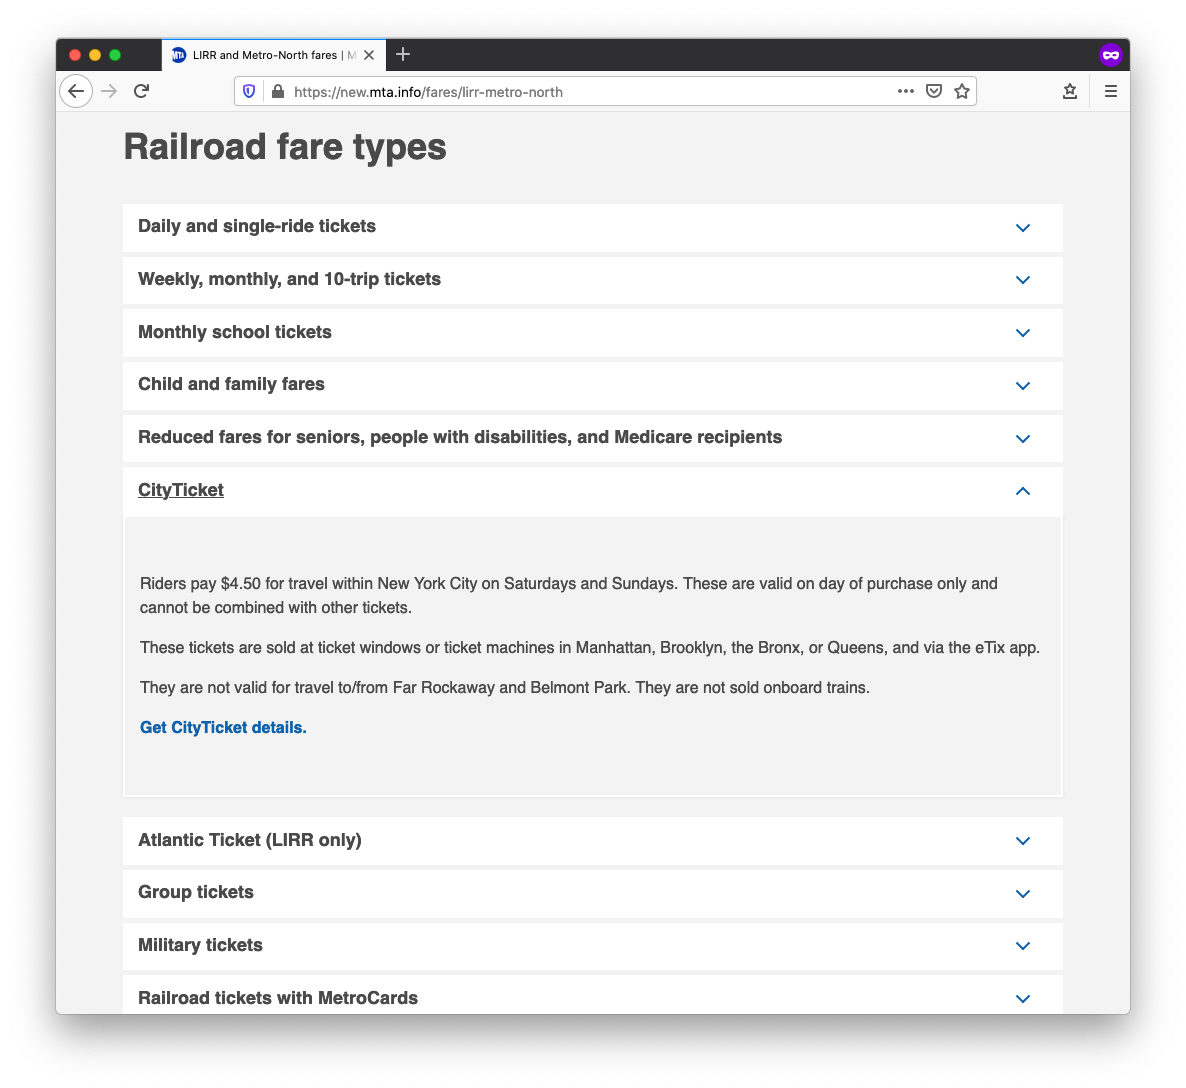 MTA LIRR and Metro-North fares | M
https://new.mta.info/fares/lirr-metro-north
Railroad fare types
Daily and single-ride tickets
Weekly, monthly, and 10-trip tickets
Monthly school tickets
Child and family fares
Reduced fares for seniors, people with disabilities, and Medicare recipients
CityTicket
Riders pay $4.50 for travel within New York City on Saturdays and Sundays. These are valid on day of purchase only and
cannot be combined with other tickets.
These tickets are sold at ticket windows or ticket machines in Manhattan, Brooklyn, the Bronx, or Queens, and via the eTix app.
They are not valid for travel to/from Far Rockaway and Belmont Park. They are not sold onboard trains.
Get CityTicket details.
Atlantic Ticket (LIRR only)
Group tickets
Military tickets
Railroad tickets with MetroCards